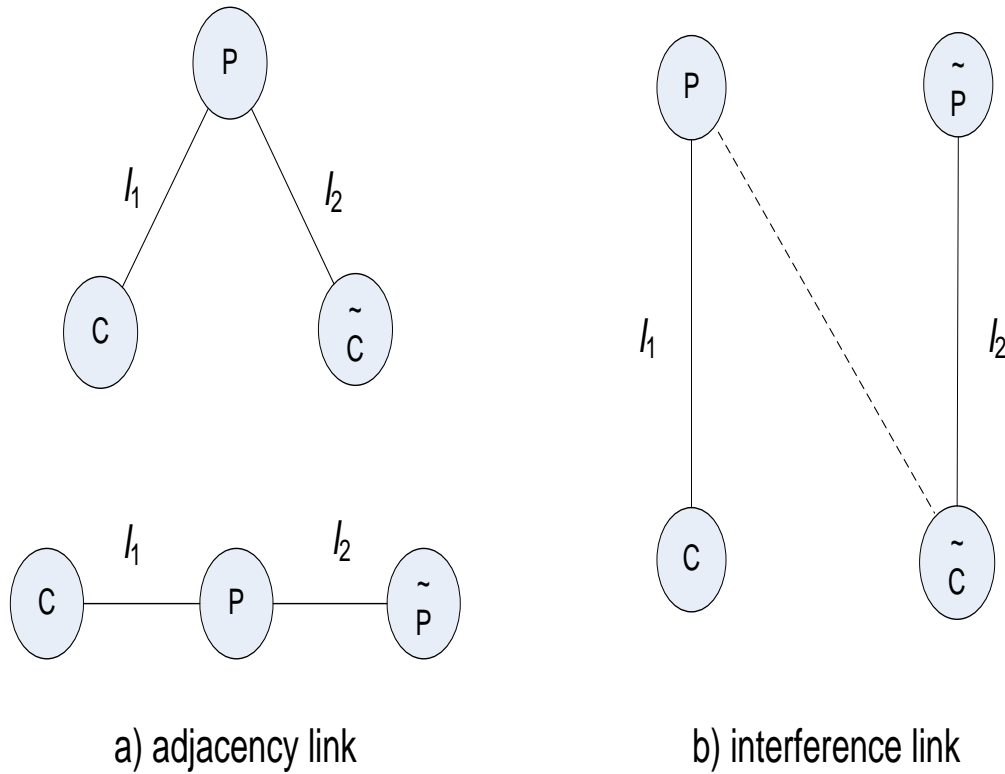 P
l₁ l₂
C C̃
l₁ l₂
C P P̃
a) adjacency link
P P̃
l₁ l₂
C C̃
b) interference link